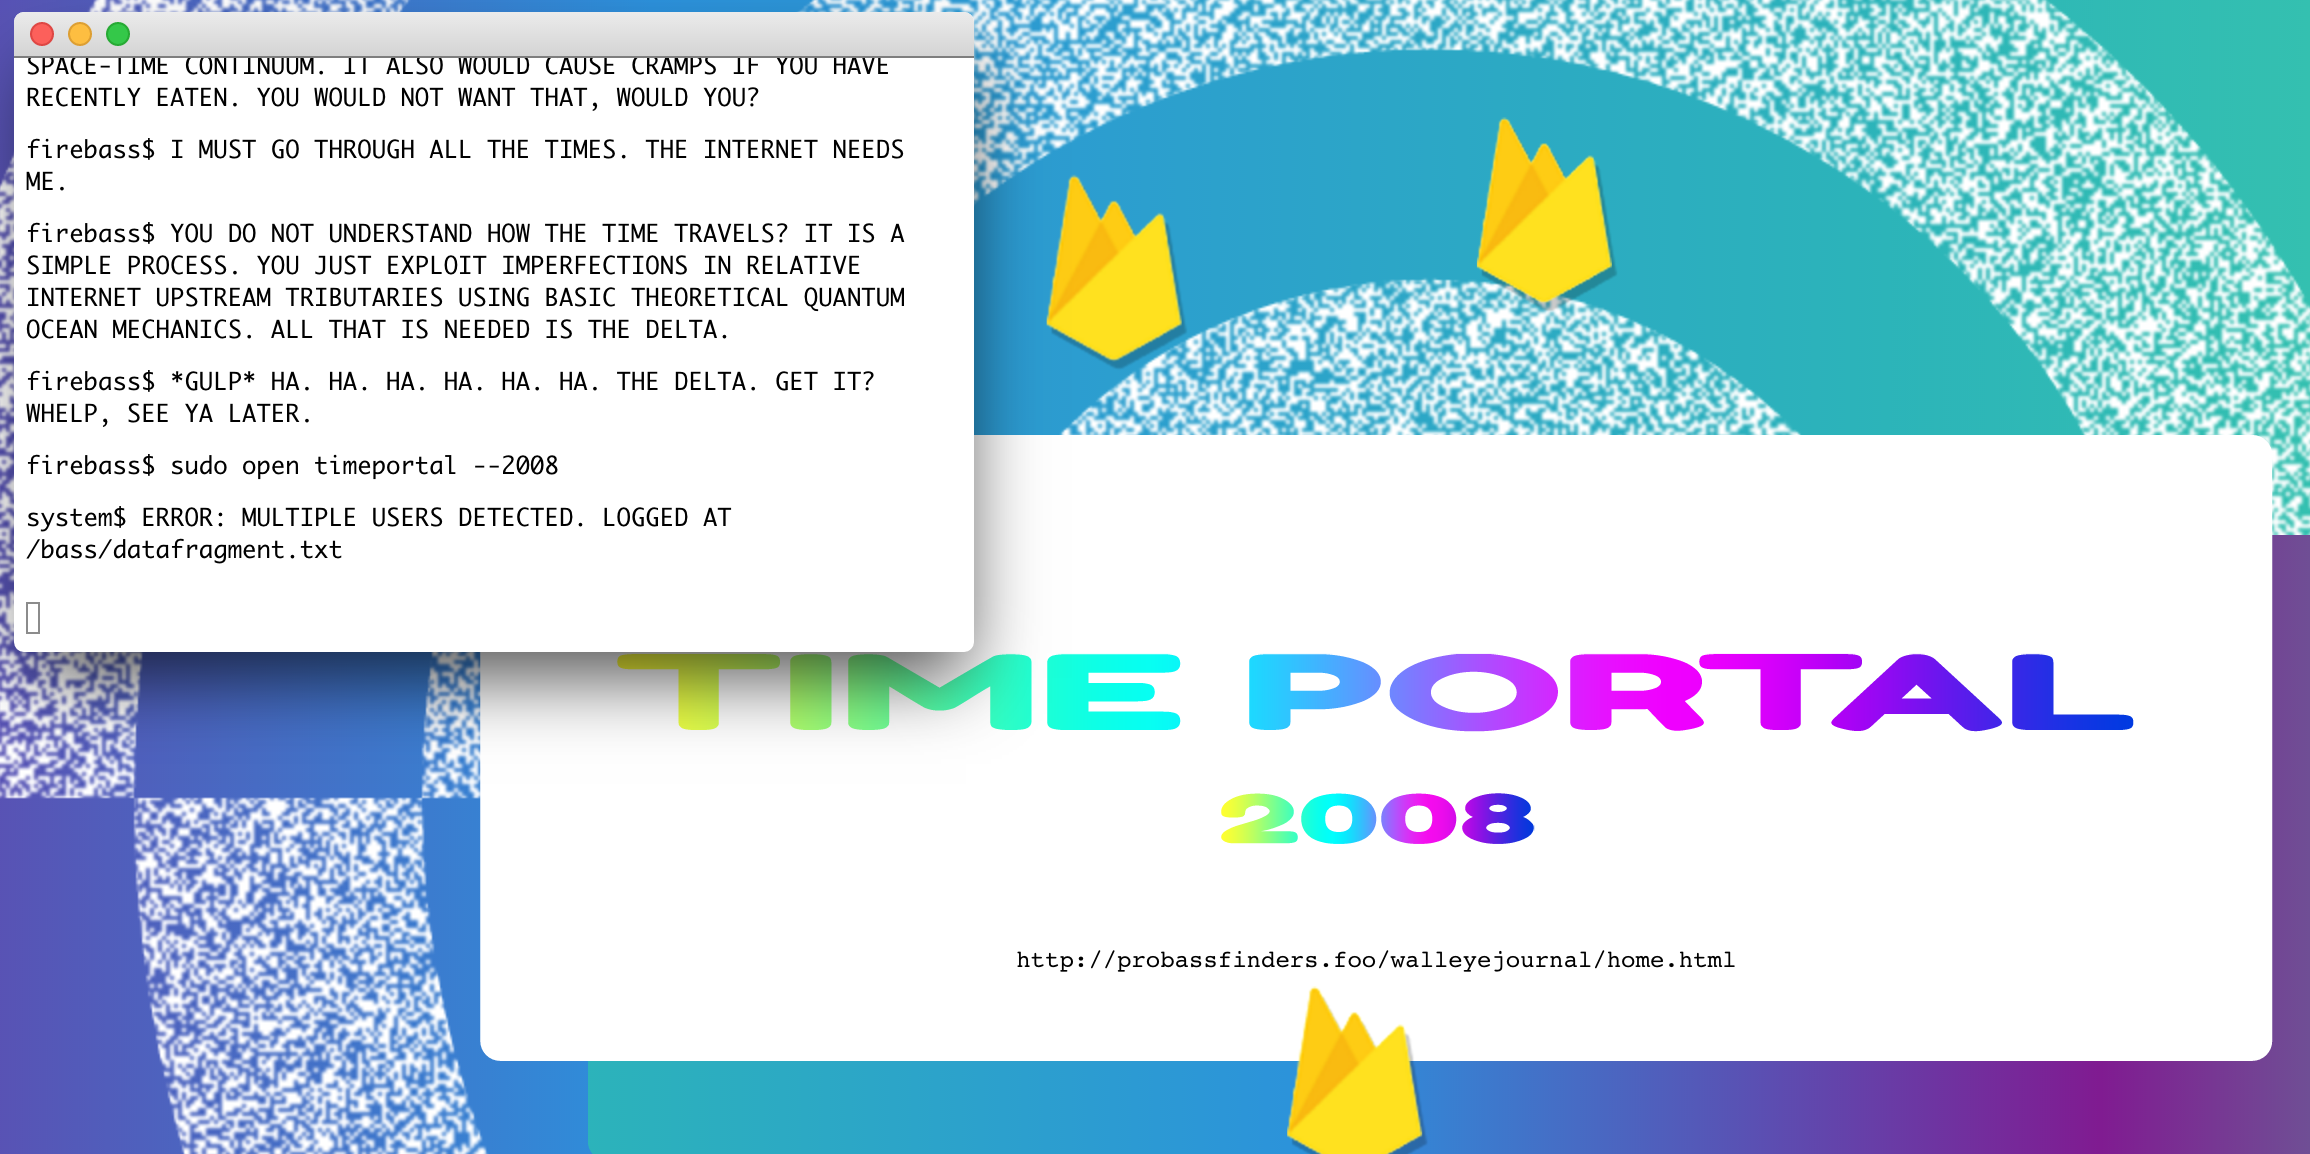 SPACE-TIME CONTINUUM. IT ALSO WOULD CAUSE CRAMPS IF YOU HAVE
RECENTLY EATEN. YOU WOULD NOT WANT THAT, WOULD YOU?
firebass$ I MUST GO THROUGH ALL THE TIMES. THE INTERNET NEEDS
ME.
firebass$ YOU DO NOT UNDERSTAND HOW THE TIME TRAVELS? IT IS A
SIMPLE PROCESS. YOU JUST EXPLOIT IMPERFECTIONS IN RELATIVE
INTERNET UPSTREAM TRIBUTARIES USING BASIC THEORETICAL QUANTUM
OCEAN MECHANICS. ALL THAT IS NEEDED IS THE DELTA.
firebass$ *GULP* HA. HA. HA. HA. HA. HA. THE DELTA. GET IT?
WHELP, SEE YA LATER.
firebass$ sudo open timeportal --2008
system$ ERROR: MULTIPLE USERS DETECTED. LOGGED AT
/bass/datafragment.txt
TIME PORTAL
2008
http://probassfinders.foo/walleyejournal/home.html